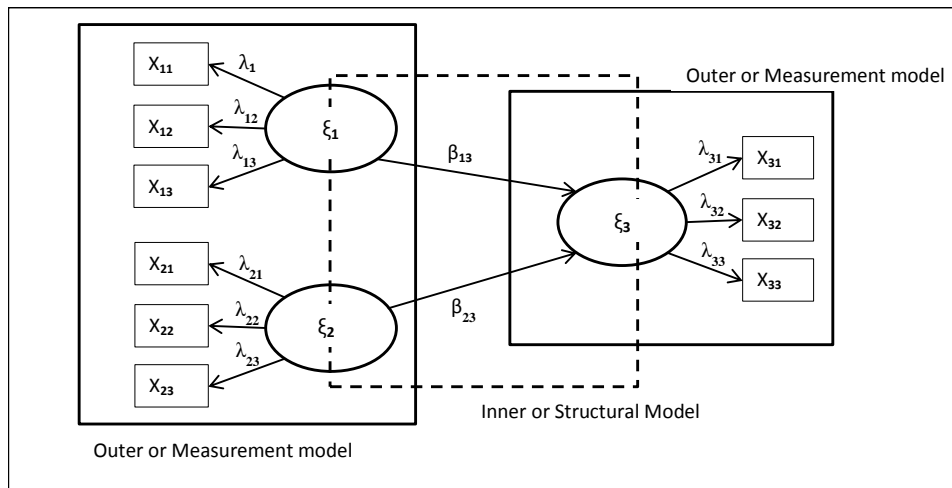 X₁₁
λ₁
Outer or Measurement model
λ₁₂
X₁₂
ξ₁
β₁₃
λ₁₃
X₁₃
λ₃₁
X₃₁
λ₃₂
X₃₂
ξ₃
λ₃₃
X₃₃
X₂₁
λ₂₁
X₂₂
λ₂₂
ξ₂
β₂₃
λ₂₃
X₂₃
Inner or Structural Model
Outer or Measurement model